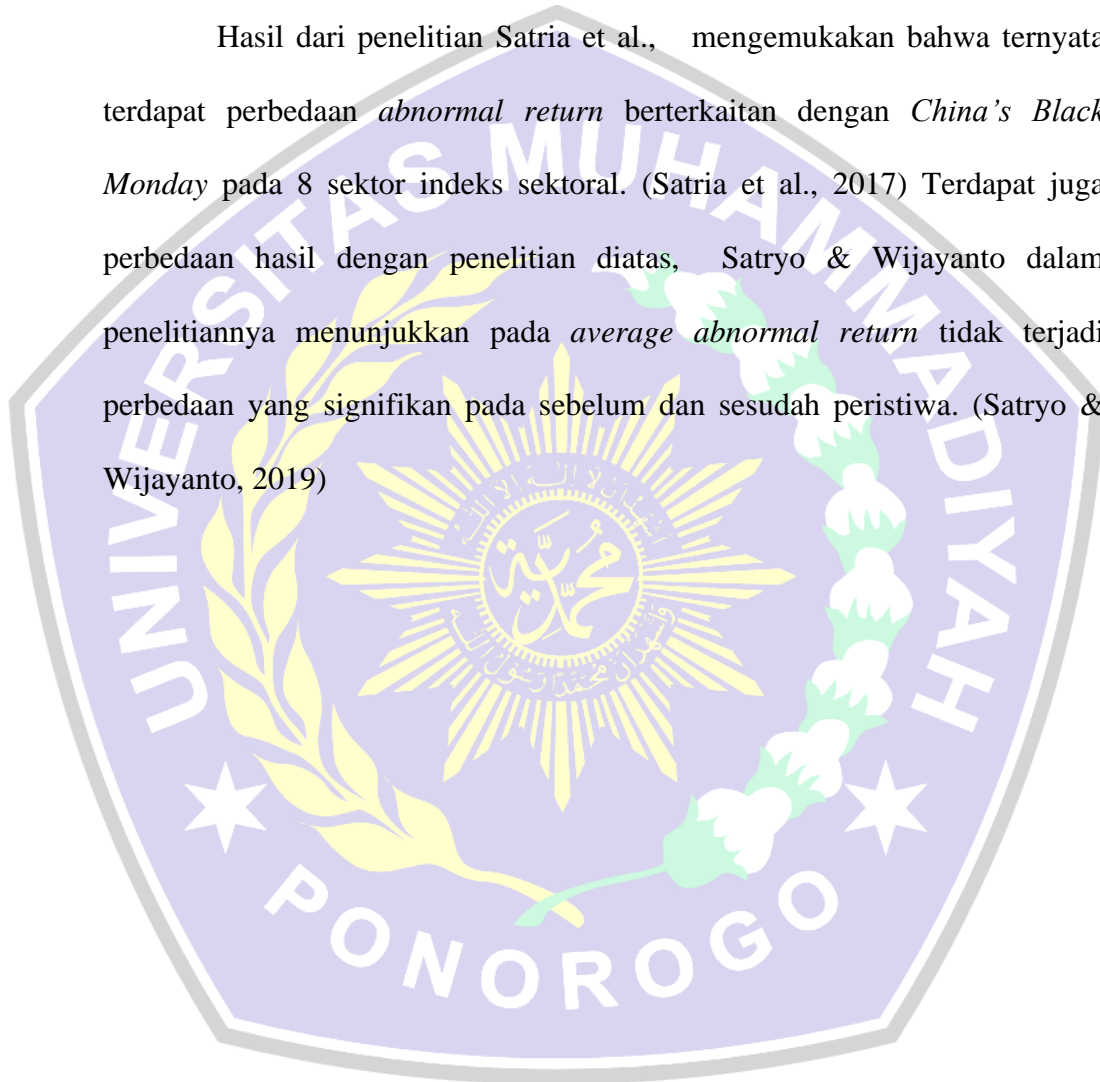 Hasil dari penelitian Satria et al., mengemukakan bahwa ternyata
terdapat perbedaan abnormal return berterkaitan dengan China’s Black
Monday pada 8 sektor indeks sektoral. (Satria et al., 2017) Terdapat juga
perbedaan hasil dengan penelitian diatas, Satryo & Wijayanto dalam
penelitiannya menunjukkan pada average abnormal return tidak terjadi
perbedaan yang signifikan pada sebelum dan sesudah peristiwa. (Satryo &
Wijayanto, 2019)
UNIVERSITAS MUHAMMADIYAH
PONOROGO
محمدية